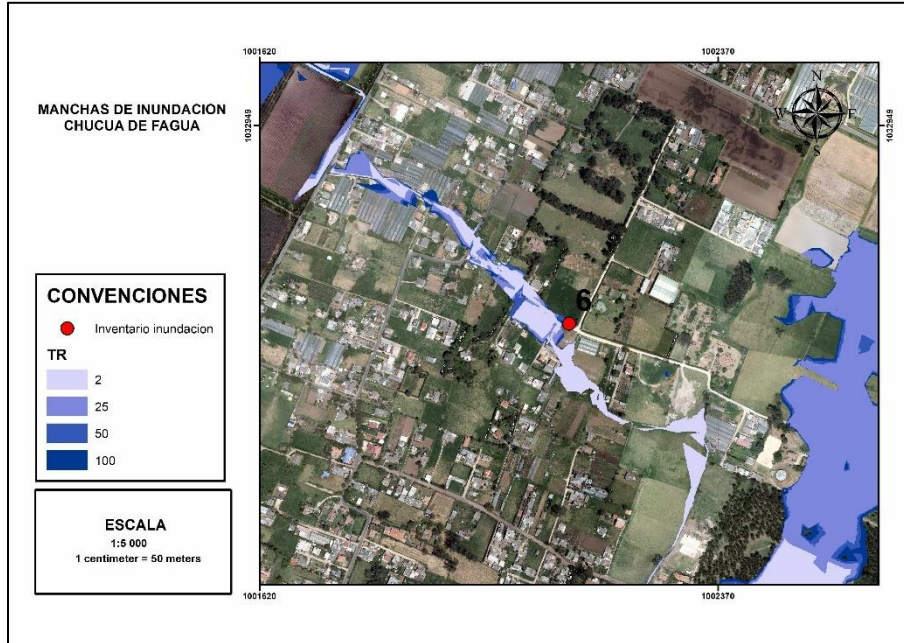 MANCHAS DE INUNDACION
CHUCUA DE FAGUA
1001620
1002370
1032949
1032949
N
W
E
S
6
CONVENCIONES
Inventario inundacion
TR
2
25
50
100
ESCALA
1:5 000
1 centimeter = 50 meters
1001620
1002370